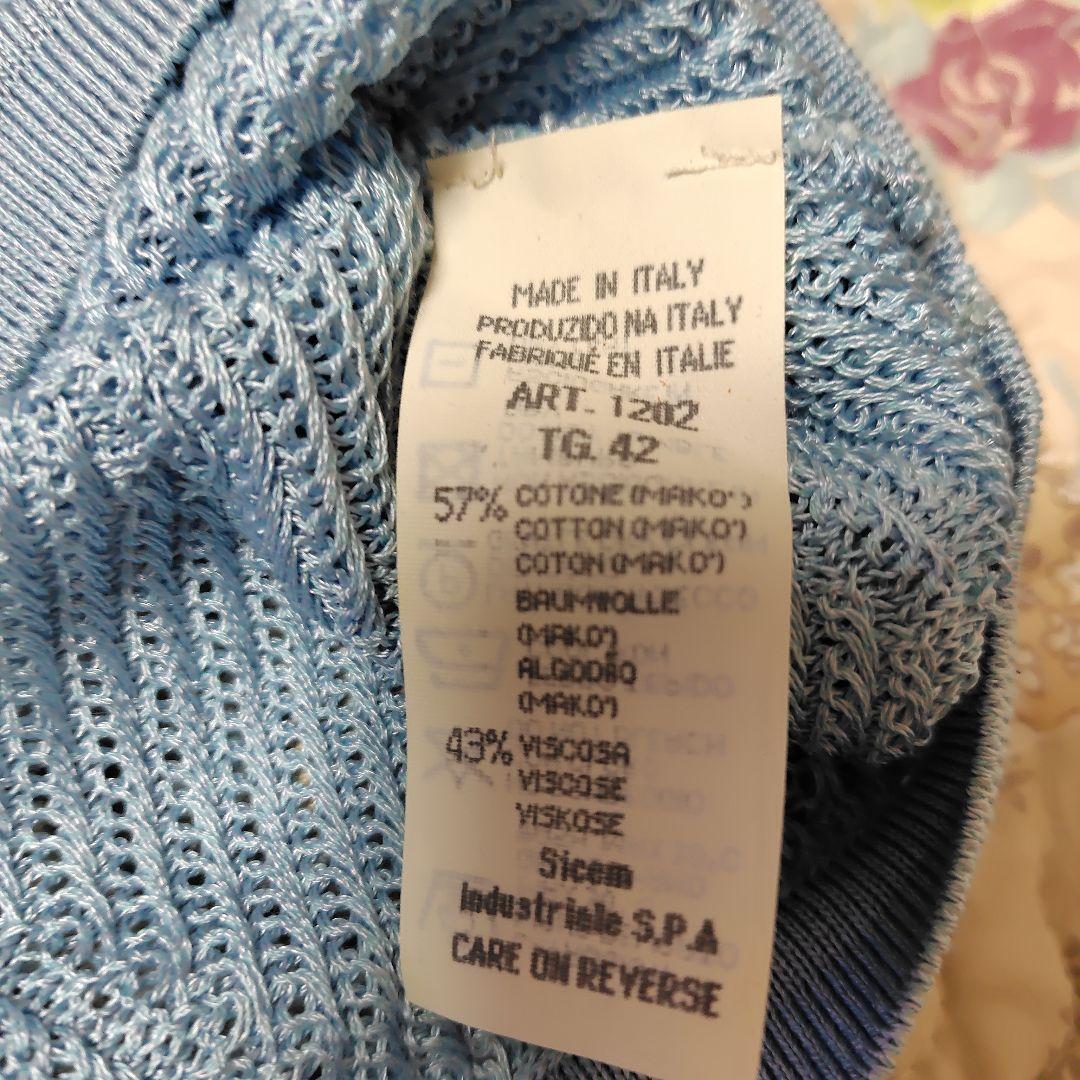 MADE IN ITALY
PRODUZIDO NA ITALY
FABRIQUÉ EN ITALIE
ART. 1202
TG. 42
57% COTONE (MAKO')
COTTON (MAKO')
COTON (MAKO')
BAUMWOLLE
(MAKO')
ALGODÃO
(MAKO')
43% VISCOSA
VISCOSE
VISKOSE
Sicem
Industriale S.P.A
CARE ON REVERSE